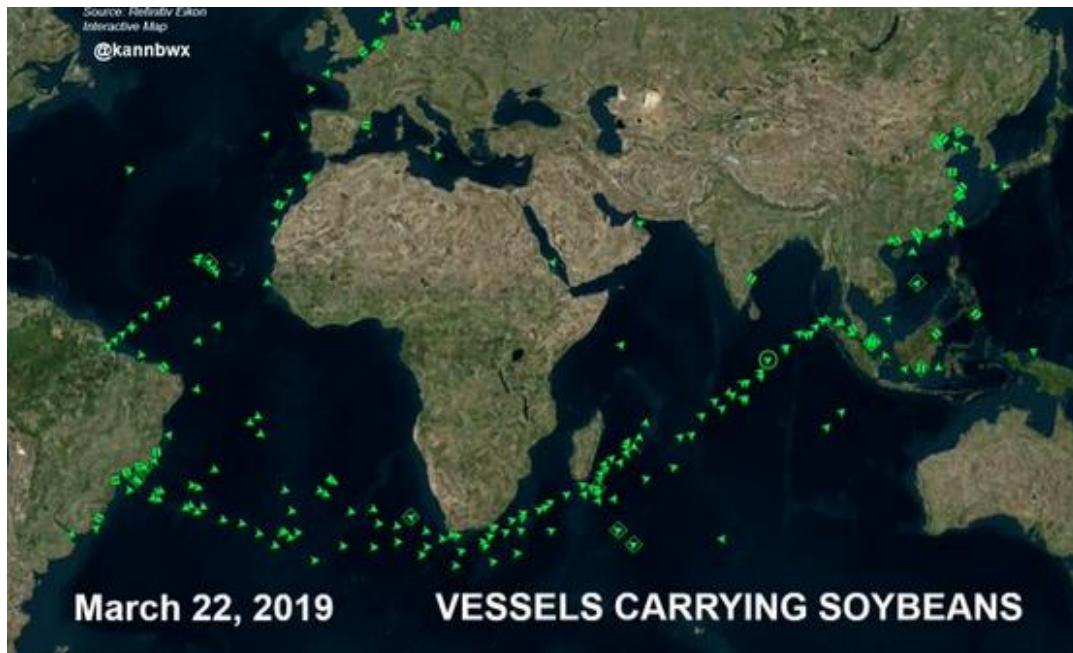 Source: Refinitiv Eikon
Interactive Map
@kannbwx
March 22, 2019
VESSELS CARRYING SOYBEANS